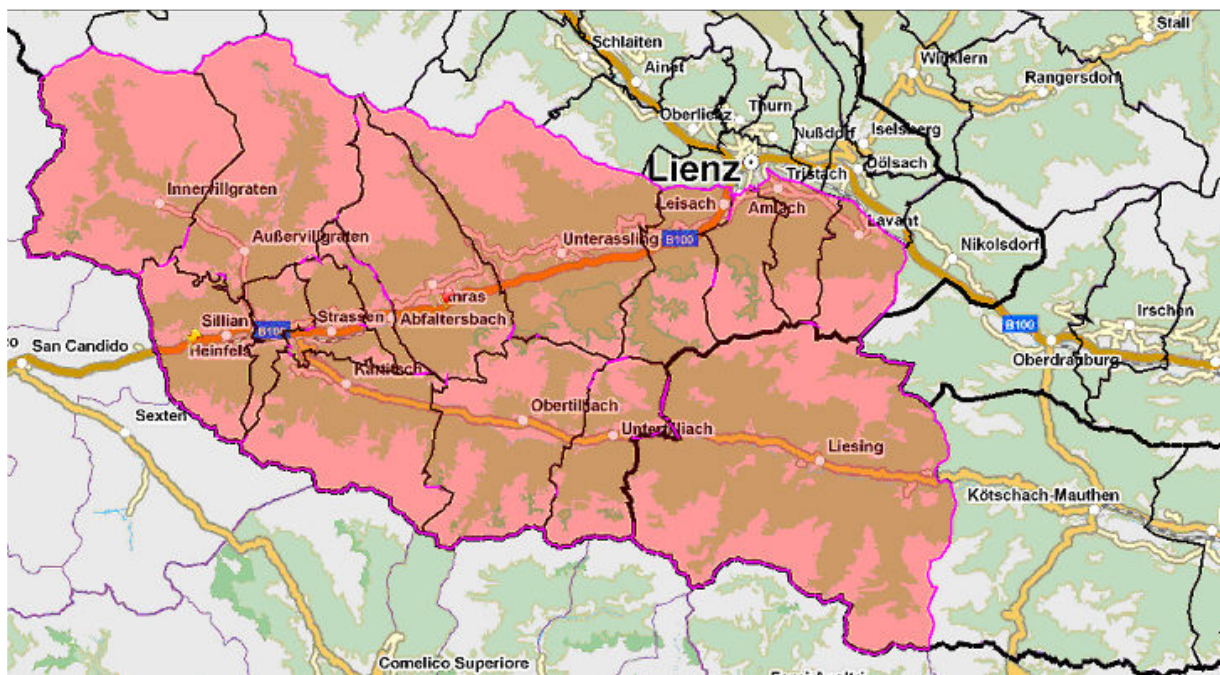 Stall
Schlaiten
Winklern
Ainet
Rangersdorf
Thurn
Oberlienz
Nußdorf
Iselsberg
Lienz
Dölsach
Tristach
Innervillgraten
Leisach
Amlach
Lavant
Außervillgraten
Unterassling
B100
Nikolsdorf
Anras
Irschen
Sillian
B100
Strassen
Abfaltersbach
B100
San Candido
Heinfels
Oberdrauburg
Kartitsch
Sexten
Obertilliach
Untertilliach
Liesing
Kötschach-Mauthen
Comelico Superiore